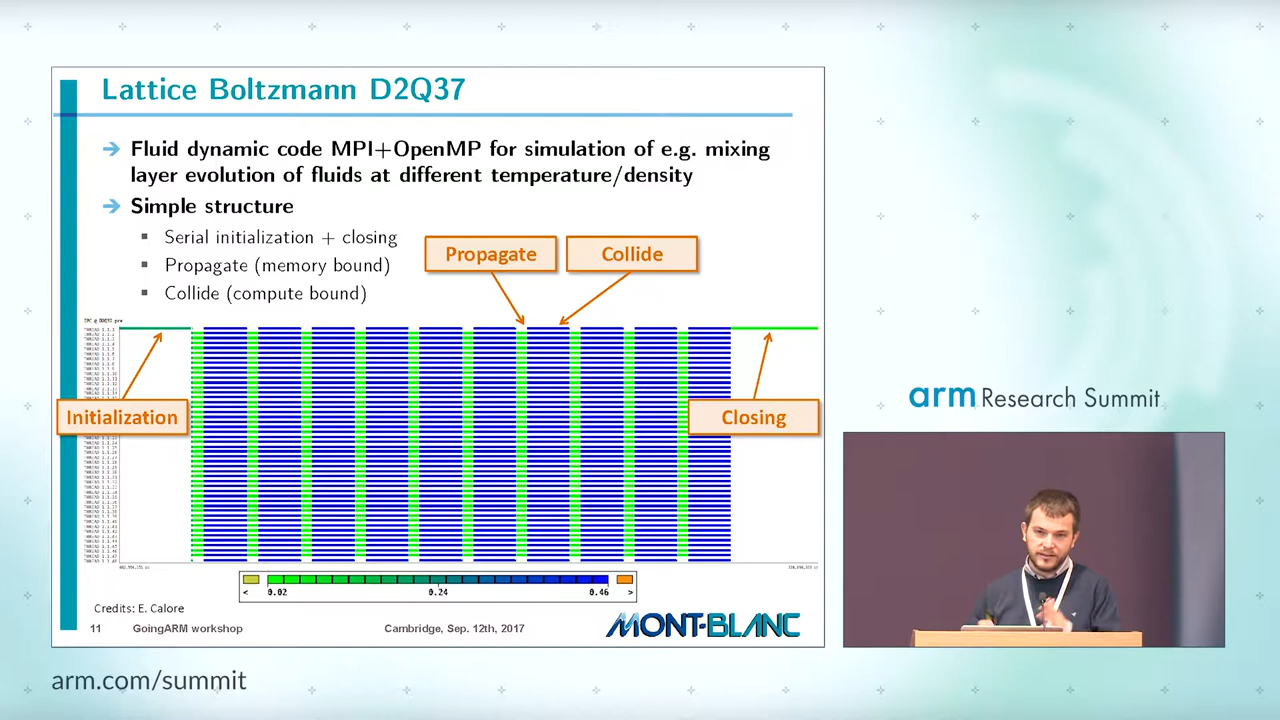 Lattice Boltzmann D2Q37
Fluid dynamic code MPI+OpenMP for simulation of e.g. mixing
layer evolution of fluids at different temperature/density
Simple structure
Serial initialization + closing
Propagate (memory bound)
Collide (compute bound)
Propagate
Collide
Initialization
Closing
< 0.02 0.24 0.46 >
Credits: E. Calore
11 GoingARM workshop Cambridge, Sep. 12th, 2017 MONT-BLANC
arm Research Summit
arm.com/summit